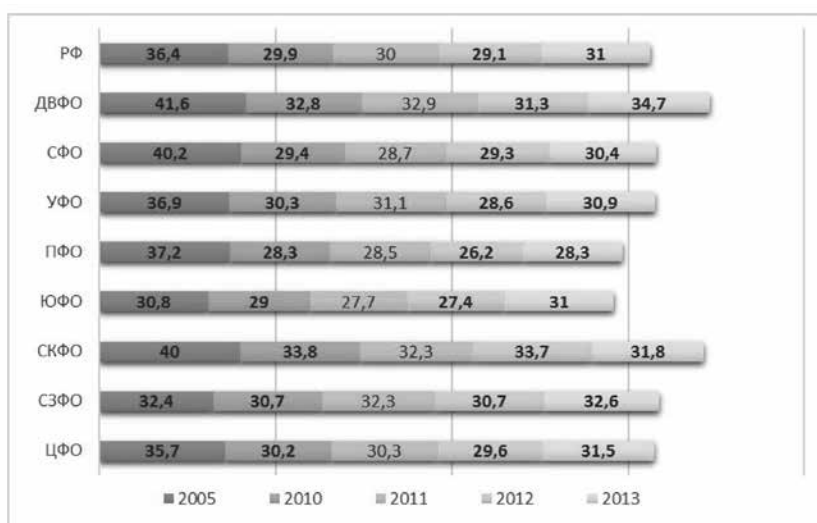 РФ 36,4 29,9 30 29,1 31
ДВФО 41,6 32,8 32,9 31,3 34,7
СФО 40,2 29,4 28,7 29,3 30,4
УФО 36,9 30,3 31,1 28,6 30,9
ПФО 37,2 28,3 28,5 26,2 28,3
ЮФО 30,8 29 27,7 27,4 31
СКФО 40 33,8 32,3 33,7 31,8
СЗФО 32,4 30,7 32,3 30,7 32,6
ЦФО 35,7 30,2 30,3 29,6 31,5
2005 2010 2011 2012 2013